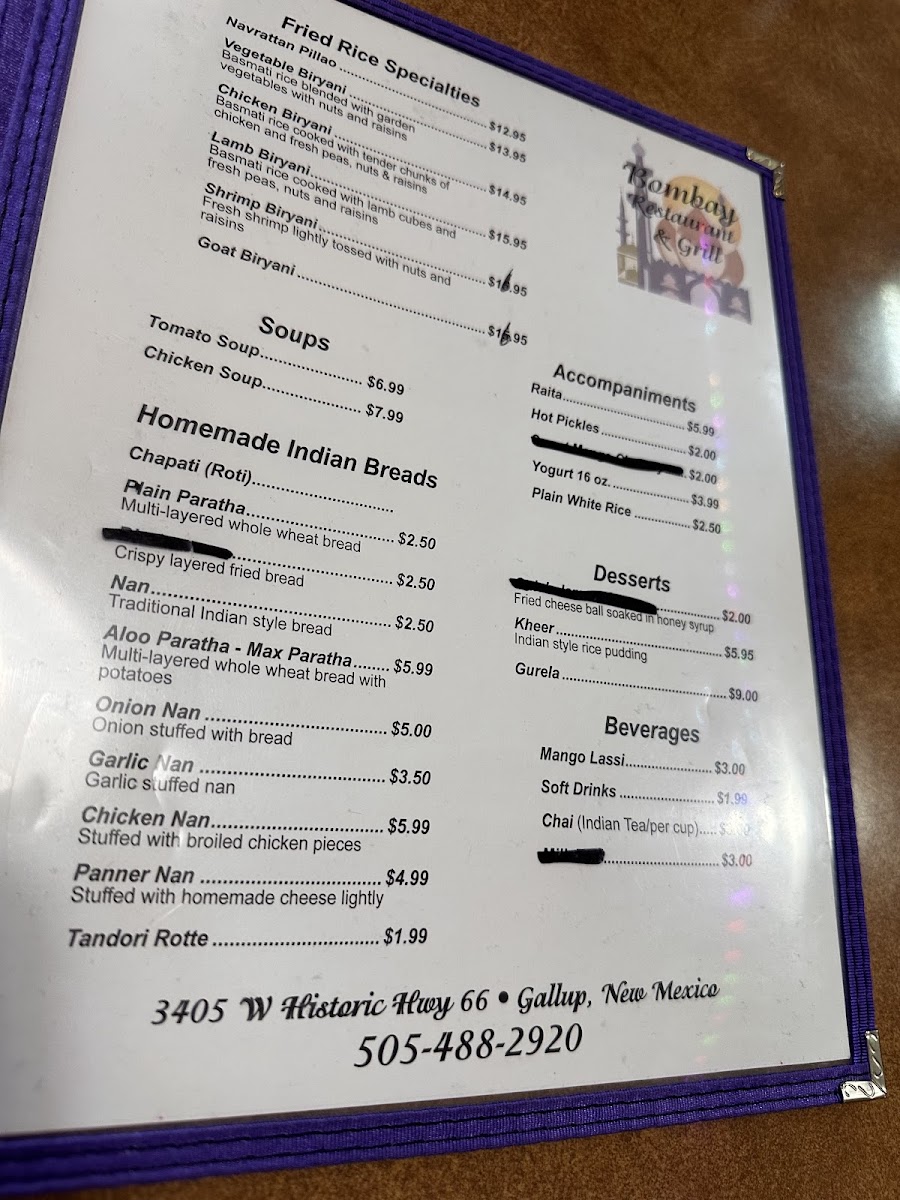 Fried Rice Specialties
Navrattan Pillao ........ $12.95
Vegetable Biryani ........ $13.95
Basmati rice blended with garden
vegetables with nuts and raisins
Chicken Biryani ........ $14.95
Basmati rice cooked with tender chunks of
chicken and fresh peas, nuts & raisins
Lamb Biryani ........ $15.95
Basmati rice cooked with lamb cubes and
fresh peas, nuts and raisins
Shrimp Biryani ........ $16.95
Fresh shrimp lightly tossed with nuts and
raisins
Goat Biryani ........ $16.95
Bombay
Restaurant
& Grill
Soups
Tomato Soup ........ $6.99
Chicken Soup ........ $7.99
Homemade Indian Breads
Chapati (Roti) ........
Plain Paratha ........ $2.50
Multi-layered whole wheat bread
........ $2.50
Crispy layered fried bread
Nan ........ $2.50
Traditional Indian style bread
Aloo Paratha - Max Paratha ........ $5.99
Multi-layered whole wheat bread with
potatoes
Onion Nan ........ $5.00
Onion stuffed with bread
Garlic Nan ........ $3.50
Garlic stuffed nan
Chicken Nan ........ $5.99
Stuffed with broiled chicken pieces
Panner Nan ........ $4.99
Stuffed with homemade cheese lightly
Tandori Rotte ........ $1.99
Accompaniments
Raita ........ $5.99
Hot Pickles ........ $2.00
$2.00
Yogurt 16 oz. ........ $3.99
Plain White Rice ........ $2.50
Desserts
........ $2.00
Fried cheese ball soaked in honey syrup
Kheer ........ $5.95
Indian style rice pudding
Gurela ........ $9.00
Beverages
Mango Lassi ........ $3.00
Soft Drinks ........ $1.99
Chai (Indian Tea/per cup) .....
........ $3.00
3405 W Historic Hwy 66 • Gallup, New Mexico
505-488-2920